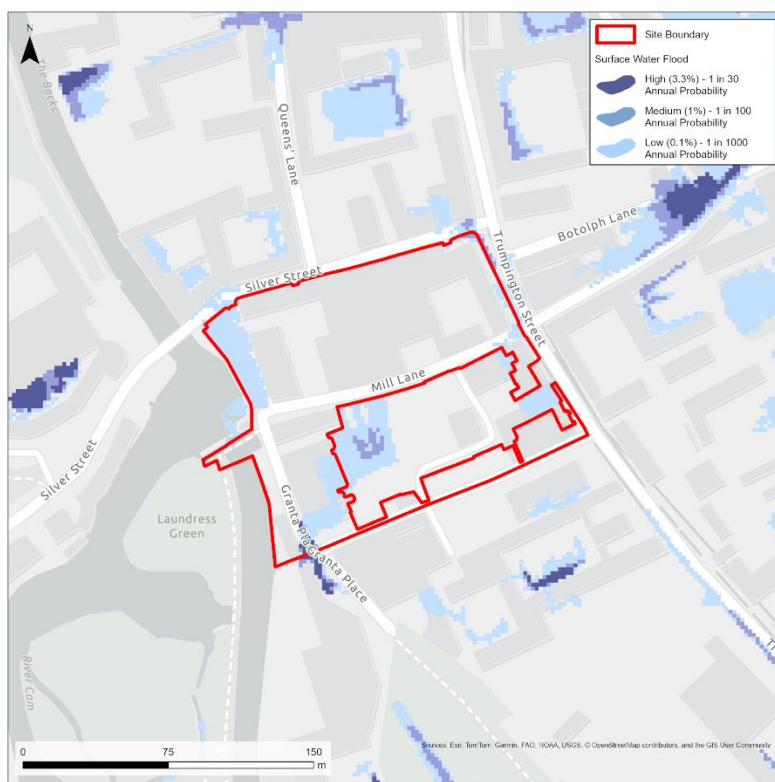 N
Site Boundary
Surface Water Flood
High (3.3%) - 1 in 30
Annual Probability
Medium (1%) - 1 in 100
Annual Probability
Low (0.1%) - 1 in 1000
Annual Probability
The Backs
Queens' Lane
Trumpington Street
Botolph Lane
Silver Street
Mill Lane
Silver Street
Laundress
Green
Granta Pla
Granta Place
River Cam
0 75 150
m
Sources: Esri, TomTom, Garmin, FAO, NOAA, USGS, © OpenStreetMap contributors, and the GIS User Community